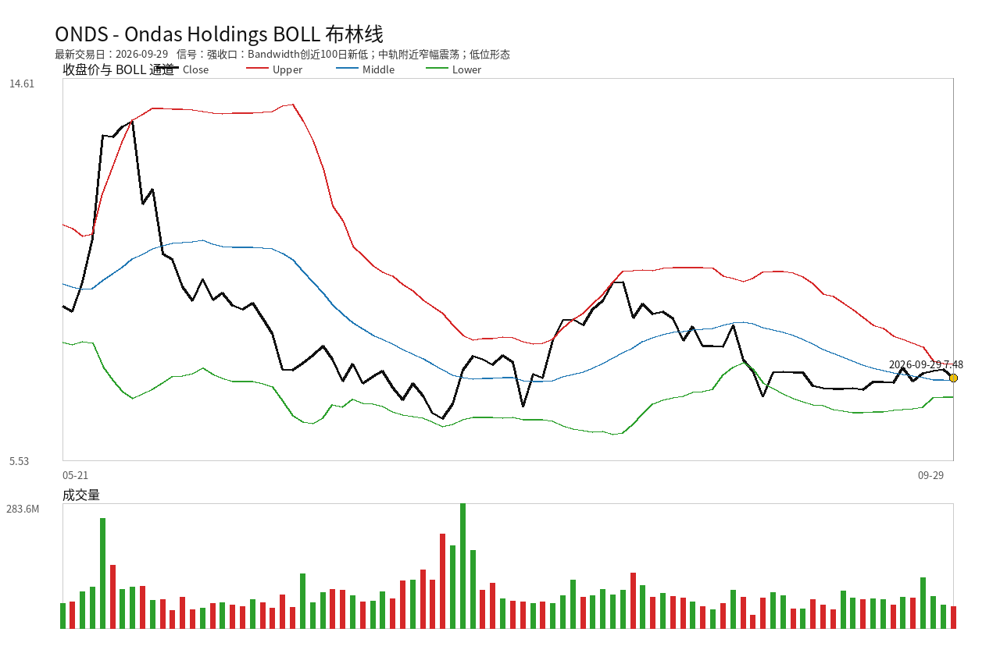 ONDS - Ondas Holdings BOLL 布林线
最新交易日：2026-09-29 信号：强收口；Bandwidth创近100日新低；中轨附近窄幅震荡；低位形态
收盘价与 BOLL 通道 Close Upper Middle Lower
14.61
2026-09-29 7.48
5.53
05-21 09-29
成交量
283.6M